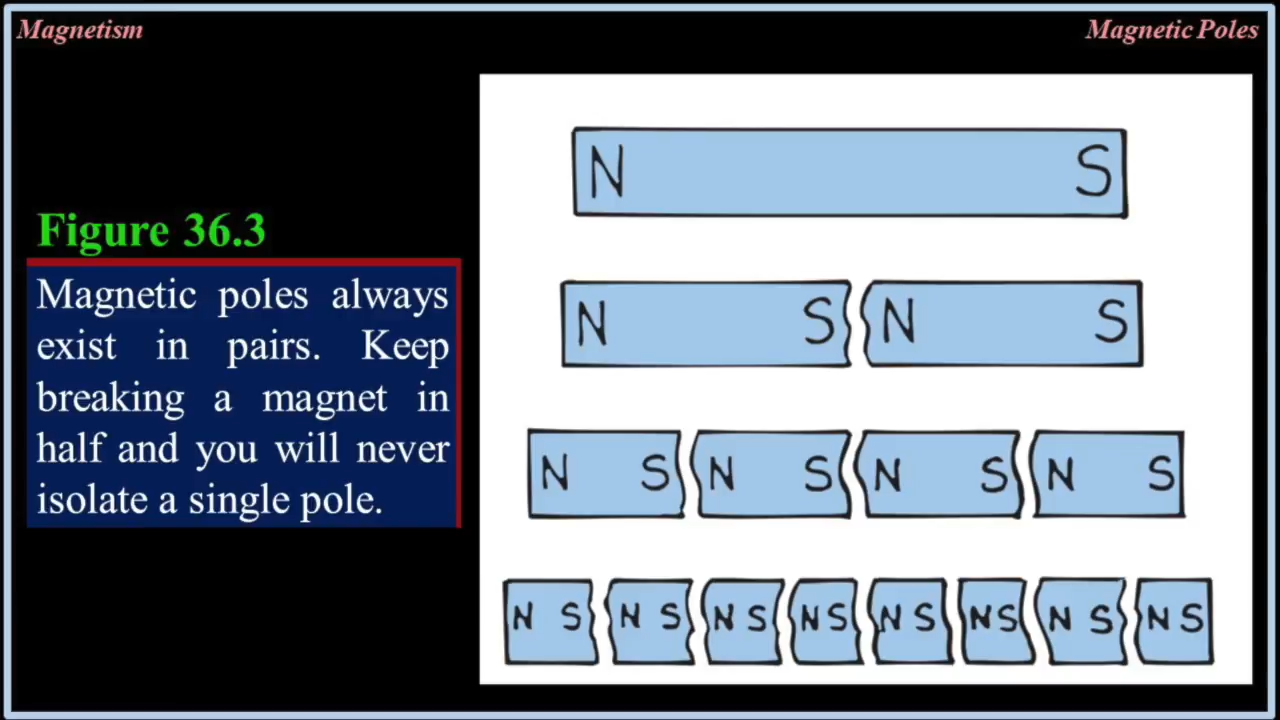 Magnetism
Magnetic Poles
Figure 36.3
Magnetic poles always
exist in pairs. Keep
breaking a magnet in
half and you will never
isolate a single pole.
N S
N S N S
N S N S N S N S
N S N S N S N S N S N S N S N S